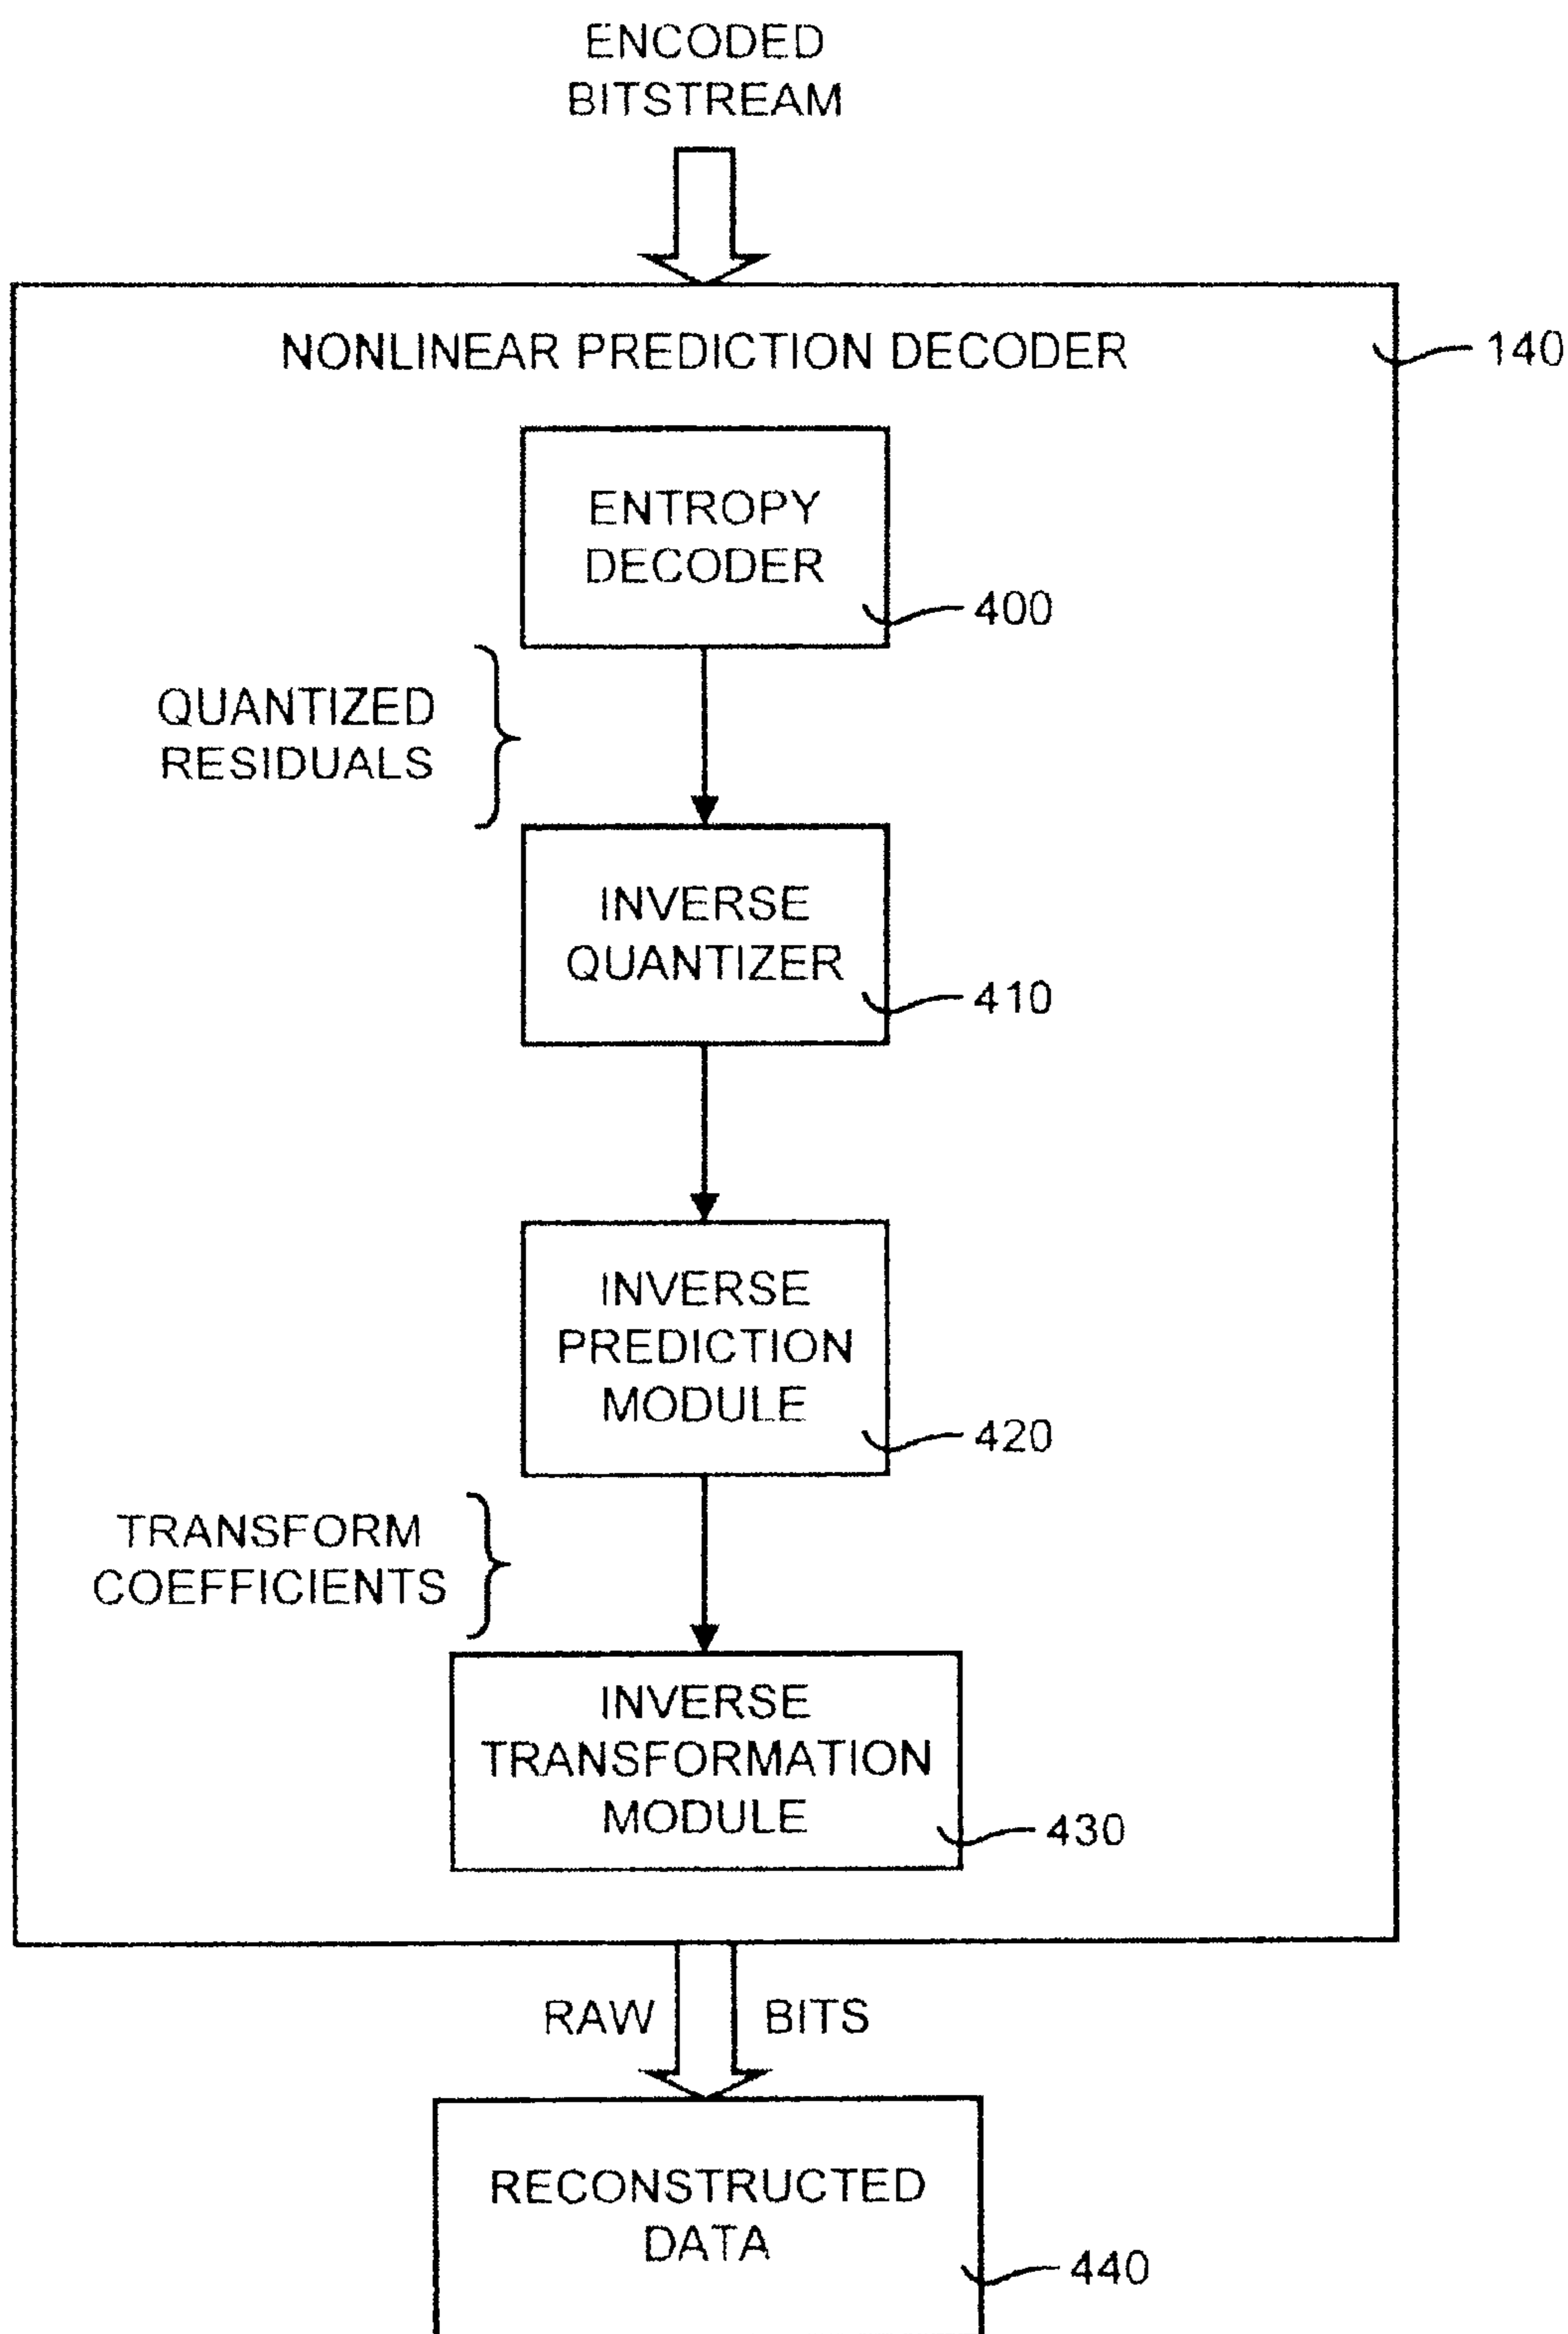 ENCODED
BITSTREAM
NONLINEAR PREDICTION DECODER
140
ENTROPY
DECODER
400
QUANTIZED
RESIDUALS
INVERSE
QUANTIZER
410
INVERSE
PREDICTION
MODULE
420
TRANSFORM
COEFFICIENTS
INVERSE
TRANSFORMATION
MODULE
430
RAW BITS
RECONSTRUCTED
DATA
440